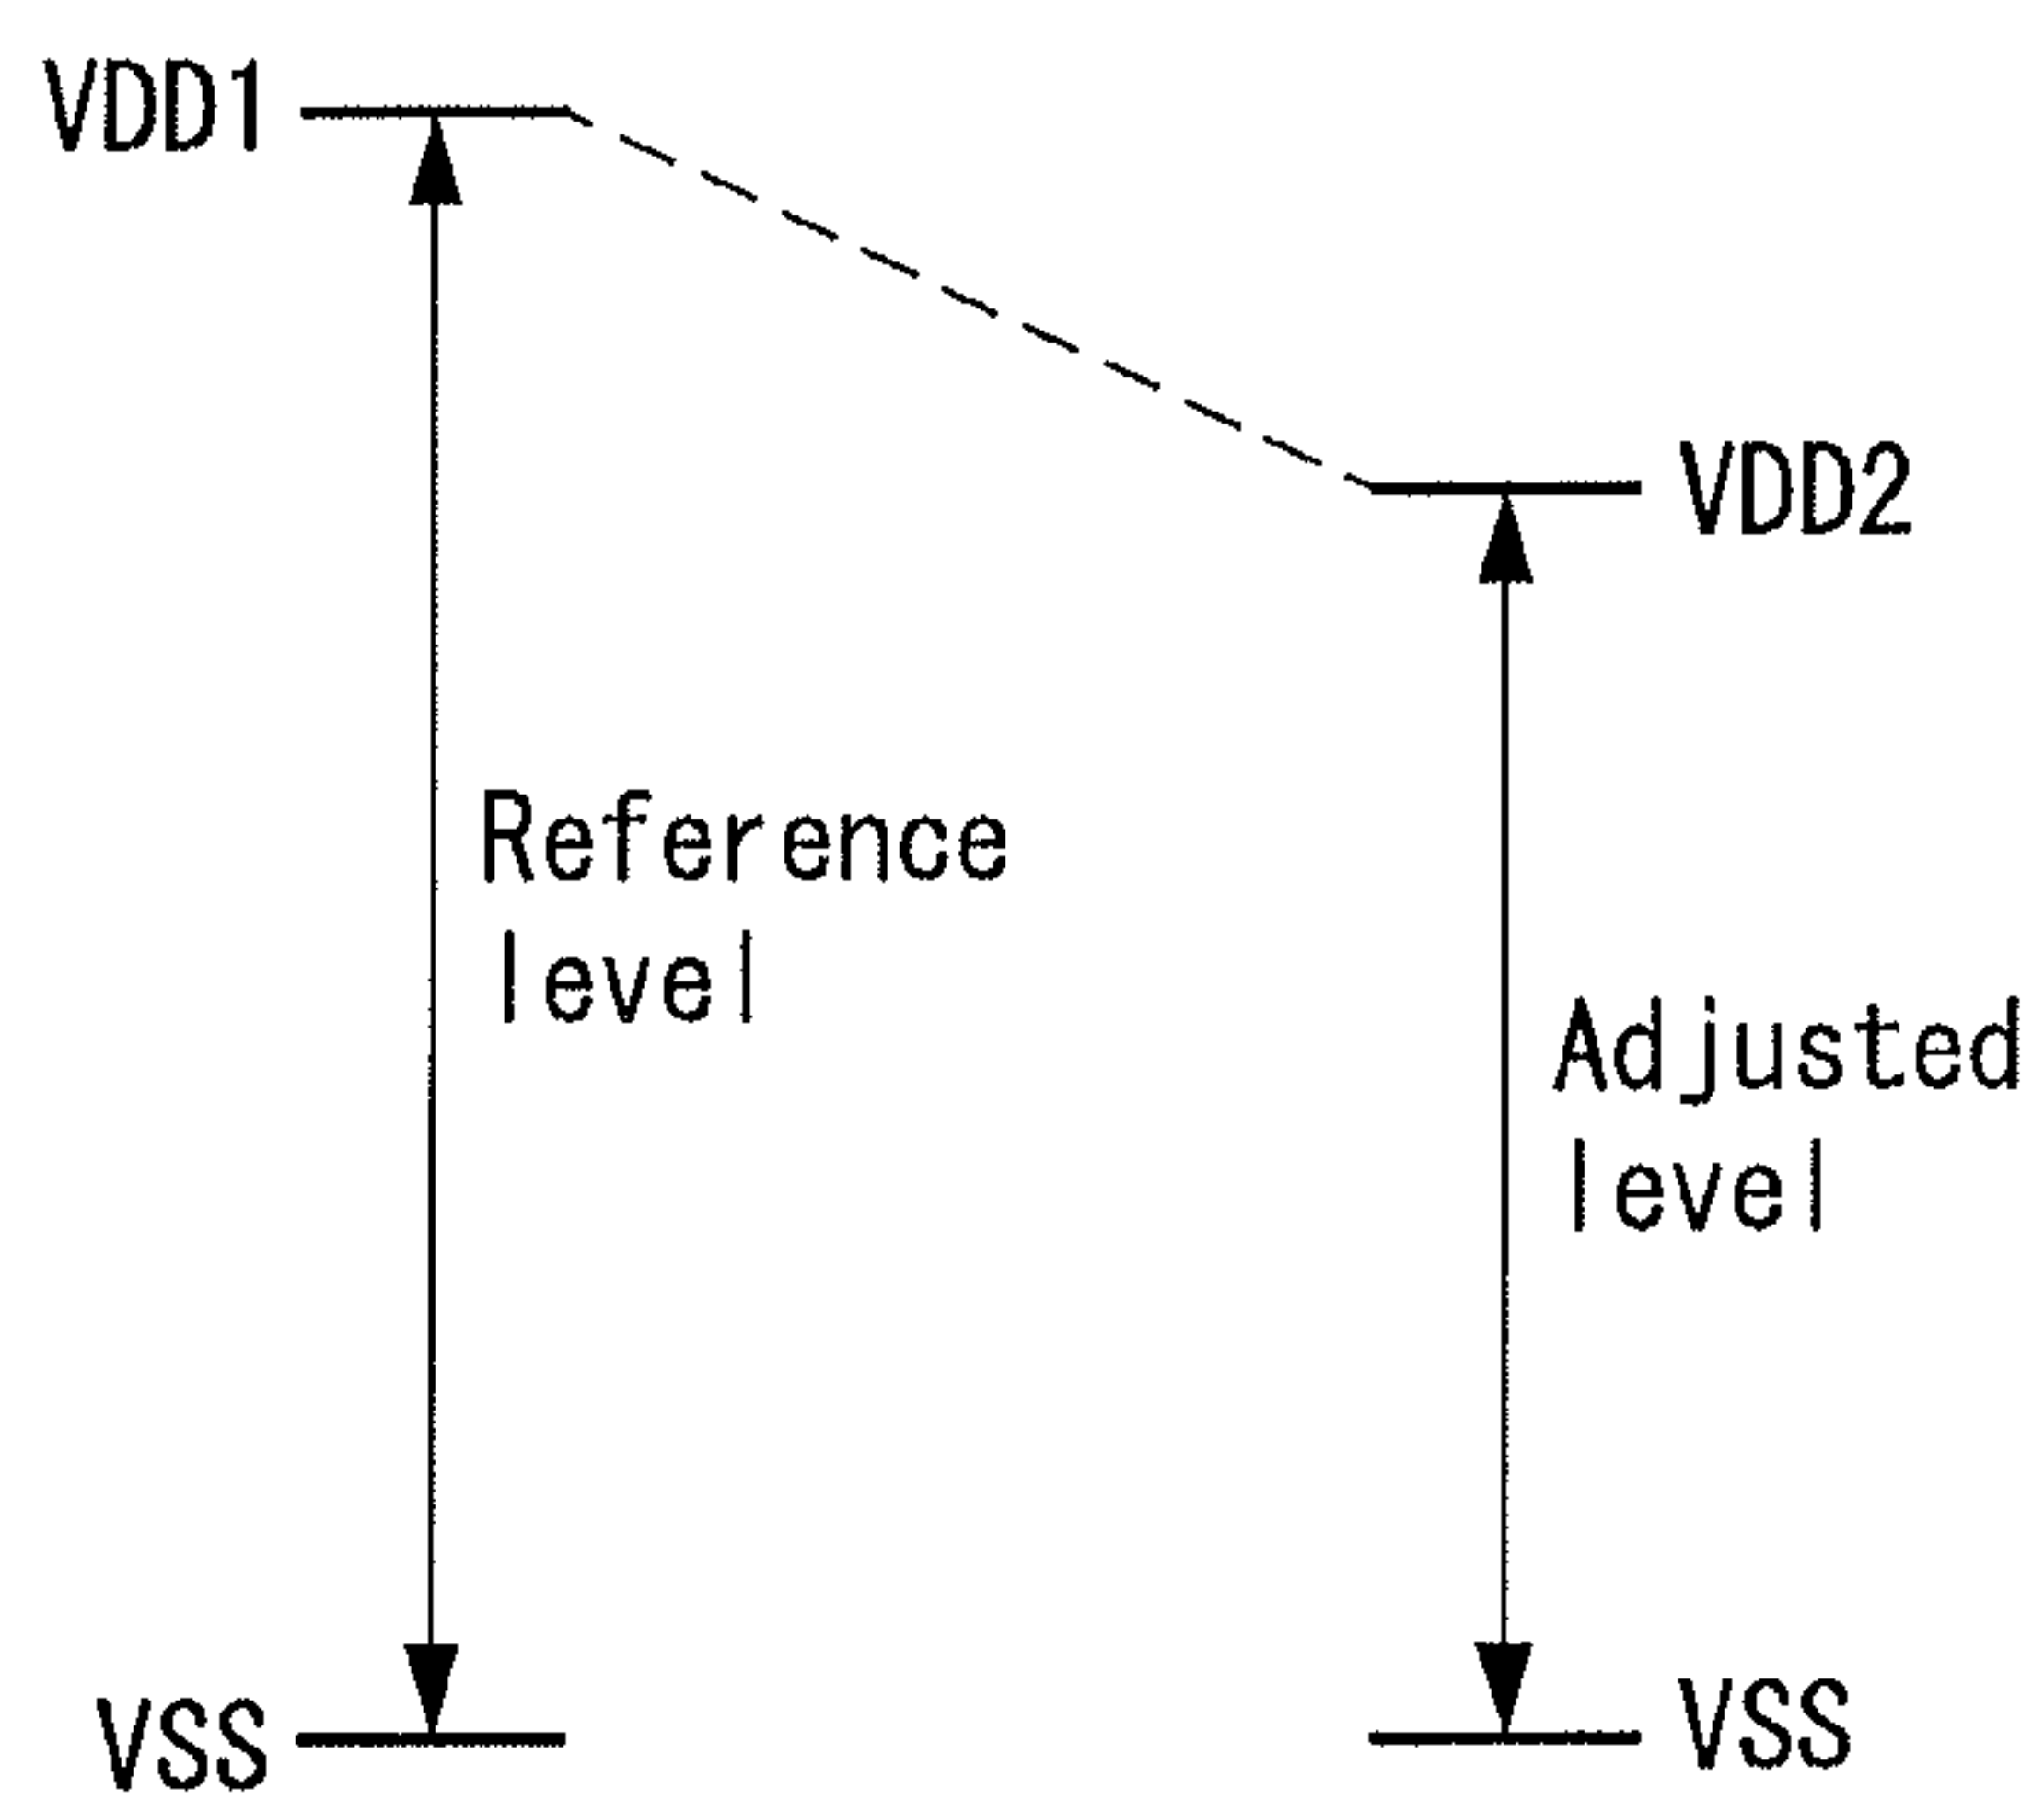 VDD1
VDD2
Reference
level
Adjusted
level
VSS
VSS